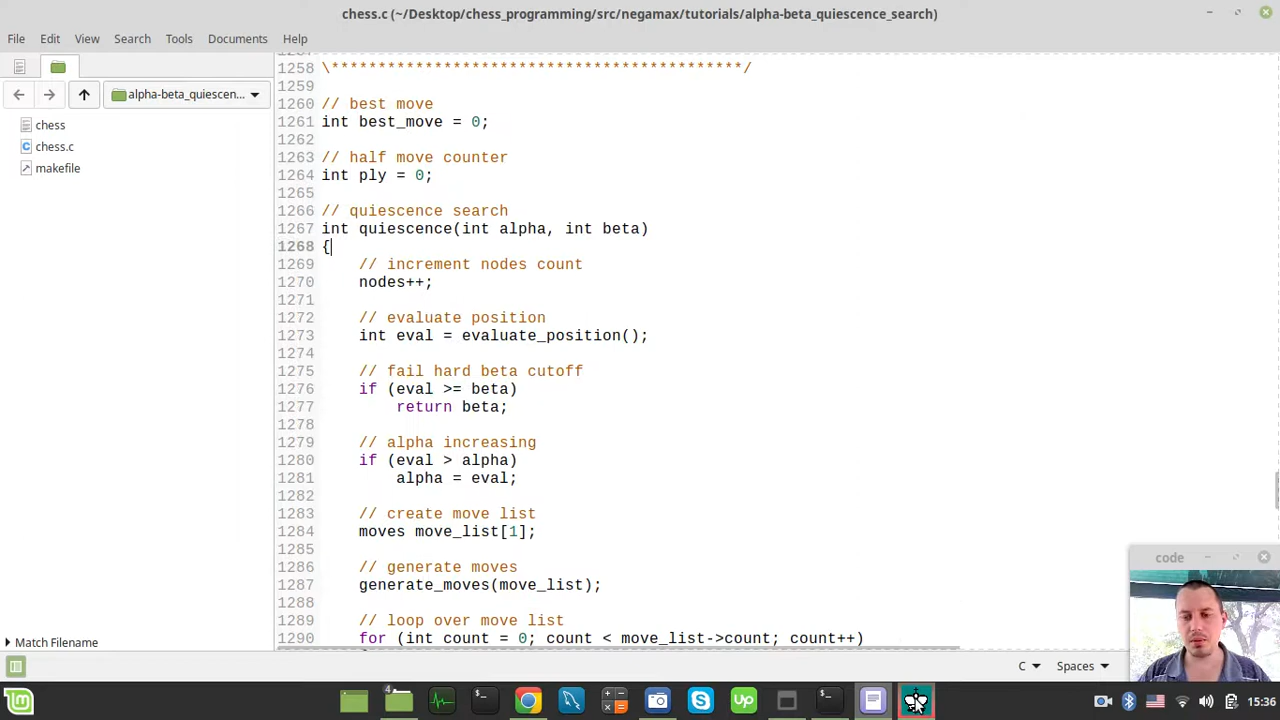 chess.c (~/Desktop/chess_programming/src/negamax/tutorials/alpha-beta_quiescence_search)
File Edit View Search Tools Documents Help
alpha-beta_quiescen...
chess
chess.c
makefile
Match Filename
1258 \********************************************/
1259
1260 // best move
1261 int best_move = 0;
1262
1263 // half move counter
1264 int ply = 0;
1265
1266 // quiescence search
1267 int quiescence(int alpha, int beta)
1268 {
1269     // increment nodes count
1270     nodes++;
1271
1272     // evaluate position
1273     int eval = evaluate_position();
1274
1275     // fail hard beta cutoff
1276     if (eval >= beta)
1277         return beta;
1278
1279     // alpha increasing
1280     if (eval > alpha)
1281         alpha = eval;
1282
1283     // create move list
1284     moves move_list[1];
1285
1286     // generate moves
1287     generate_moves(move_list);
1288
1289     // loop over move list
1290     for (int count = 0; count < move_list->count; count++)
code
C Spaces
4 $_ Up $_ 15:36